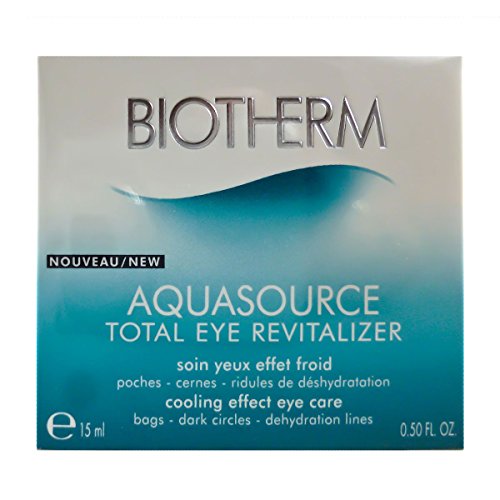 BIOTHERM
NOUVEAU/NEW
AQUASOURCE
TOTAL EYE REVITALIZER
soin yeux effet froid
poches - cernes - ridules de déshydratation
cooling effect eye care
bags - dark circles - dehydration lines
℮ 15 ml 0.50 FL. OZ.